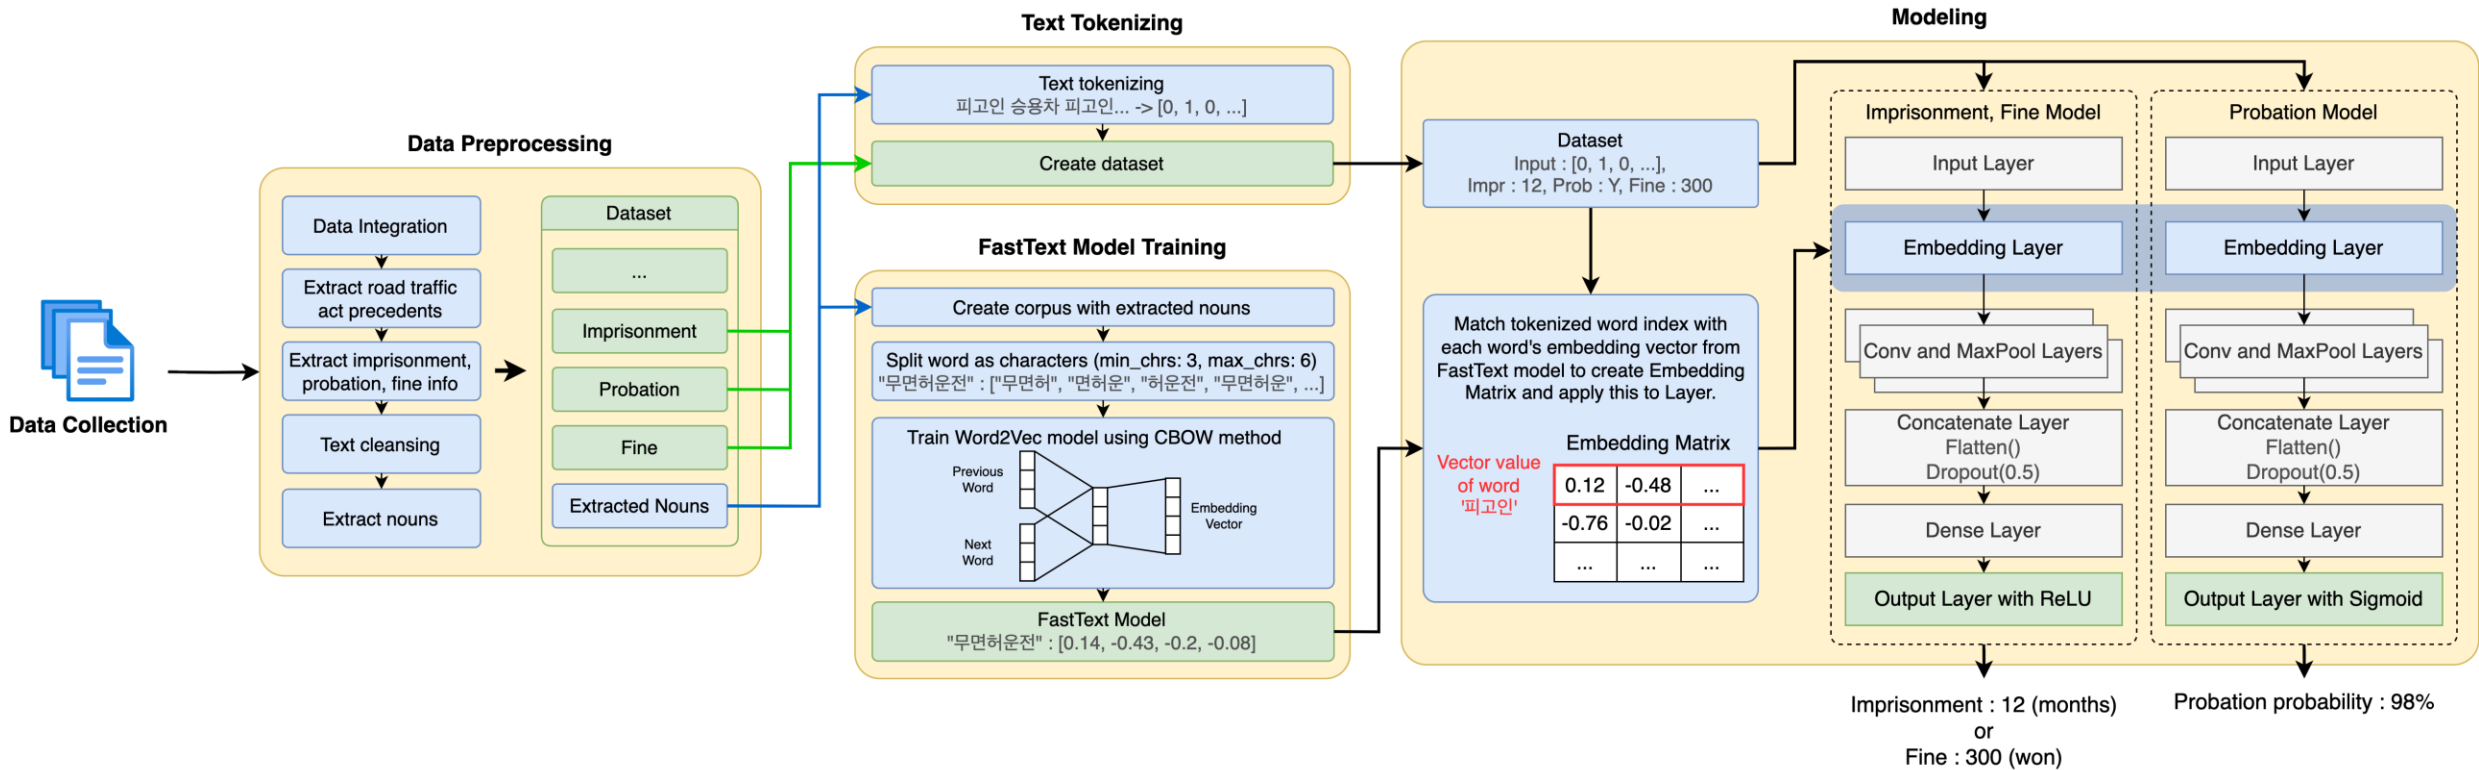 Data Collection
Data Preprocessing
Data Integration
Extract road traffic
act precedents
Extract imprisonment,
probation, fine info
Text cleansing
Extract nouns
Dataset
...
Imprisonment
Probation
Fine
Extracted Nouns
Text Tokenizing
Text tokenizing
피고인 승용차 피고인... -> [0, 1, 0, ...]
Create dataset
FastText Model Training
Create corpus with extracted nouns
Split word as characters (min_chrs: 3, max_chrs: 6)
"무면허운전" : ["무면허", "면허운", "허운전", "무면허운", ...]
Train Word2Vec model using CBOW method
Previous
Word
Next
Word
Embedding
Vector
FastText Model
"무면허운전" : [0.14, -0.43, -0.2, -0.08]
Modeling
Dataset
Input : [0, 1, 0, ...],
Impr : 12, Prob : Y, Fine : 300
Match tokenized word index with
each word's embedding vector from
FastText model to create Embedding
Matrix and apply this to Layer.
Embedding Matrix
Vector value
of word
'피고인'
0.12 -0.48 ...
-0.76 -0.02 ...
... ... ...
Imprisonment, Fine Model
Input Layer
Embedding Layer
Conv and MaxPool Layers
Concatenate Layer
Flatten()
Dropout(0.5)
Dense Layer
Output Layer with ReLU
Imprisonment : 12 (months)
or
Fine : 300 (won)
Probation Model
Input Layer
Embedding Layer
Conv and MaxPool Layers
Concatenate Layer
Flatten()
Dropout(0.5)
Dense Layer
Output Layer with Sigmoid
Probation probability : 98%